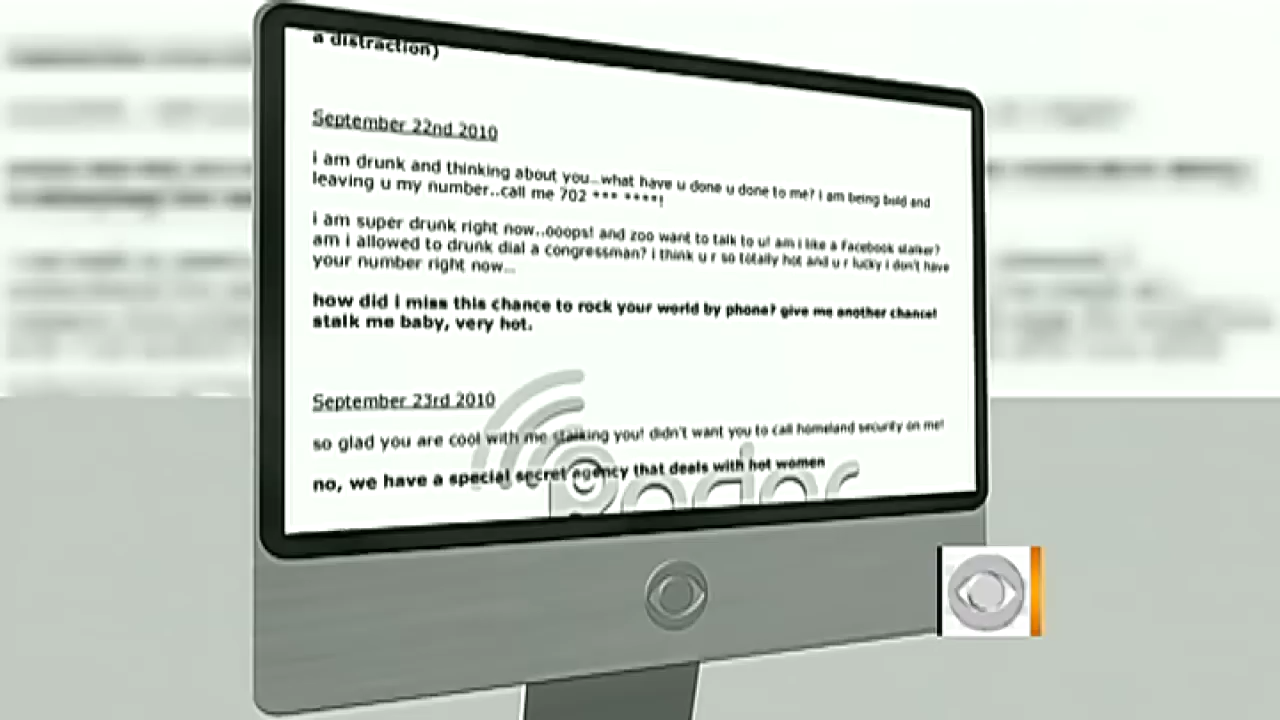 a distraction)
September 22nd 2010
i am drunk and thinking about you...what have u done u done to me? i am being bold and
leaving u my number..call me 702 *** ****!
i am super drunk right now..ooops! and zoo want to talk to u! am i like a Facebook stalker?
am i allowed to drunk dial a congressman? i think u r so totally hot and u r lucky i don't have
your number right now...
how did i miss this chance to rock your world by phone? give me another chance!
stalk me baby, very hot.
September 23rd 2010
so glad you are cool with me stalking you! didn't want you to call homeland security on me!
no, we have a special secret agency that deals with hot women
Radar